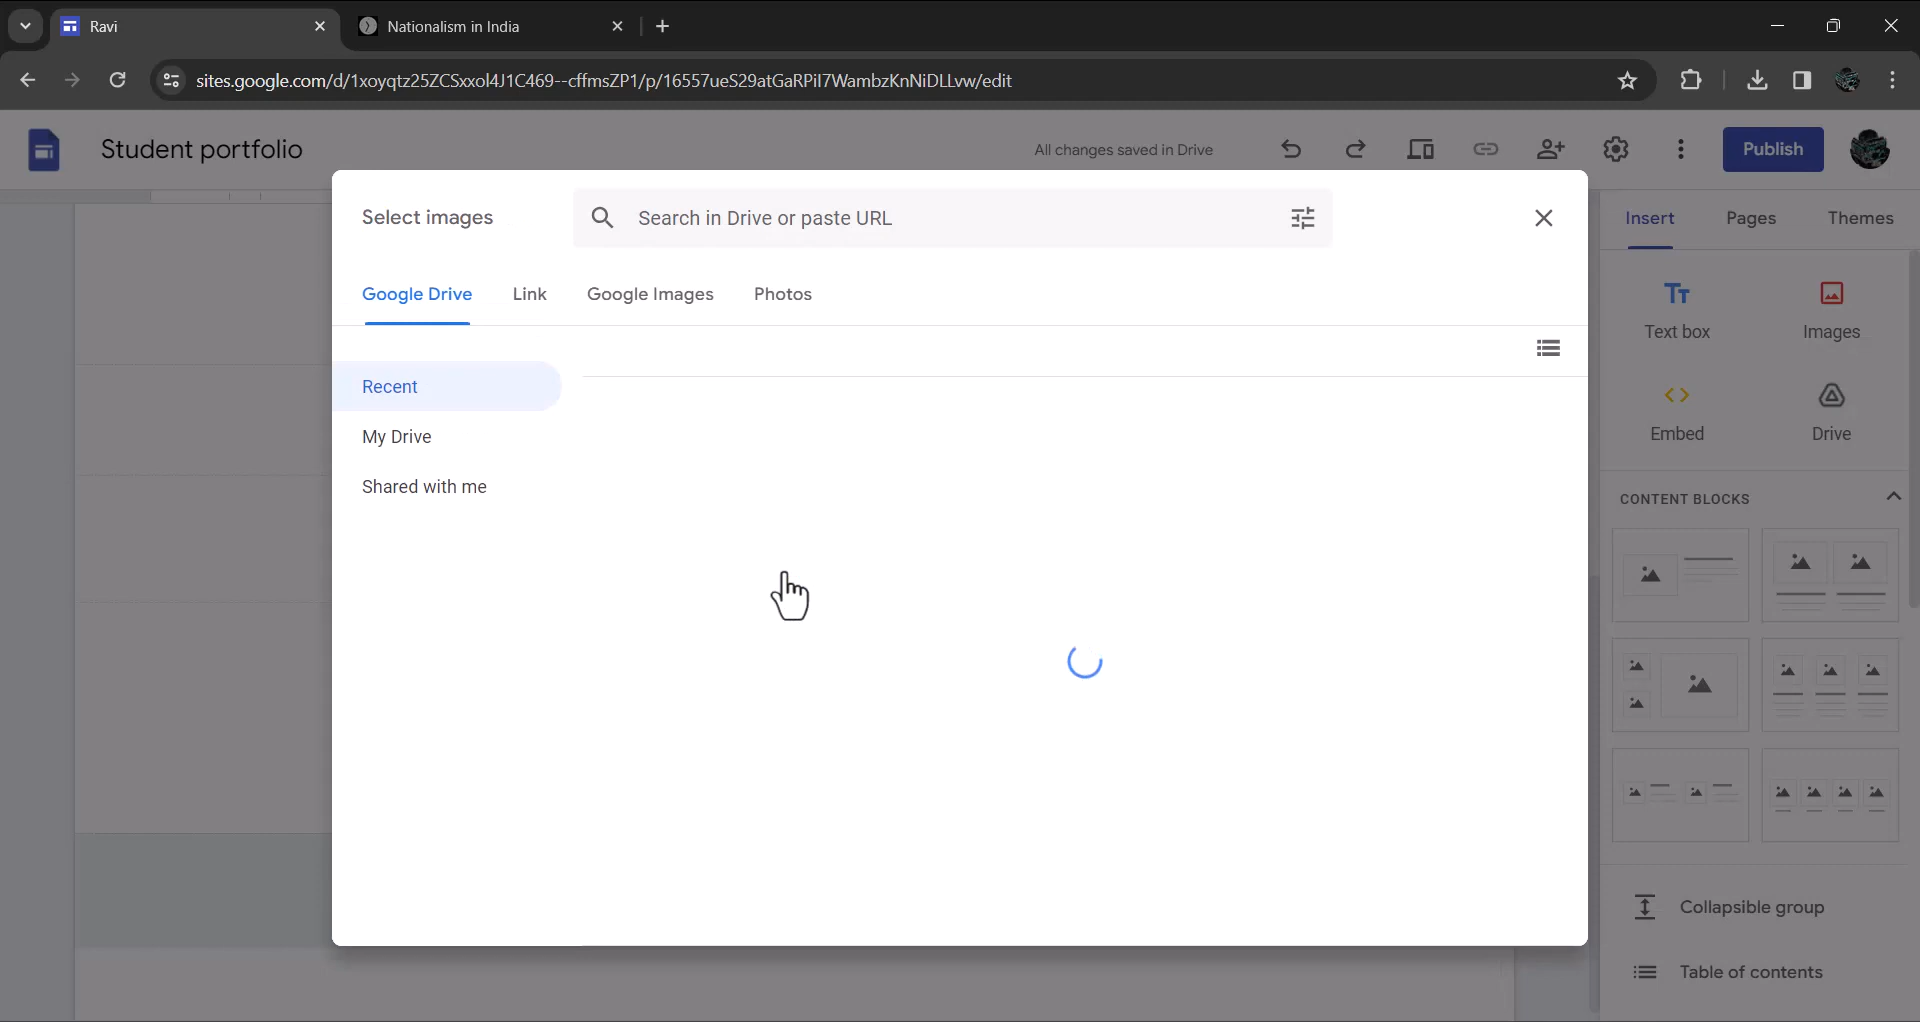 Ravi
Nationalism in India
sites.google.com/d/1xoyqtz25ZCSxxol4J1C469--cffmsZP1/p/16557ueS29atGaRPiI7WambzKnNiDLLvw/edit
Student portfolio
All changes saved in Drive
Publish
Select images
Search in Drive or paste URL
Insert
Pages
Themes
Google Drive
Link
Google Images
Photos
Text box
Images
Recent
My Drive
Shared with me
Embed
Drive
CONTENT BLOCKS
Collapsible group
Table of contents